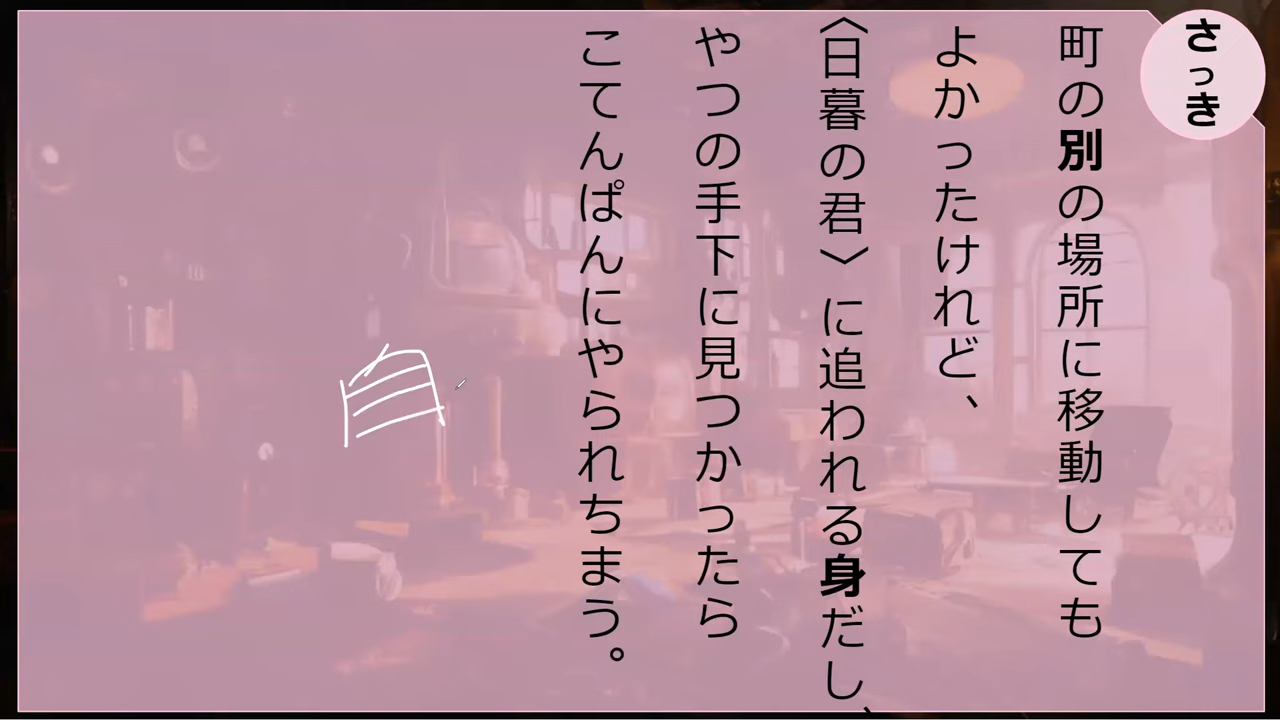 さっき
町の別の場所に移動しても
よかったけれど、
〈日暮の君〉に追われる身だし、
やつの手下に見つかったら
こてんぱんにやられちまう。